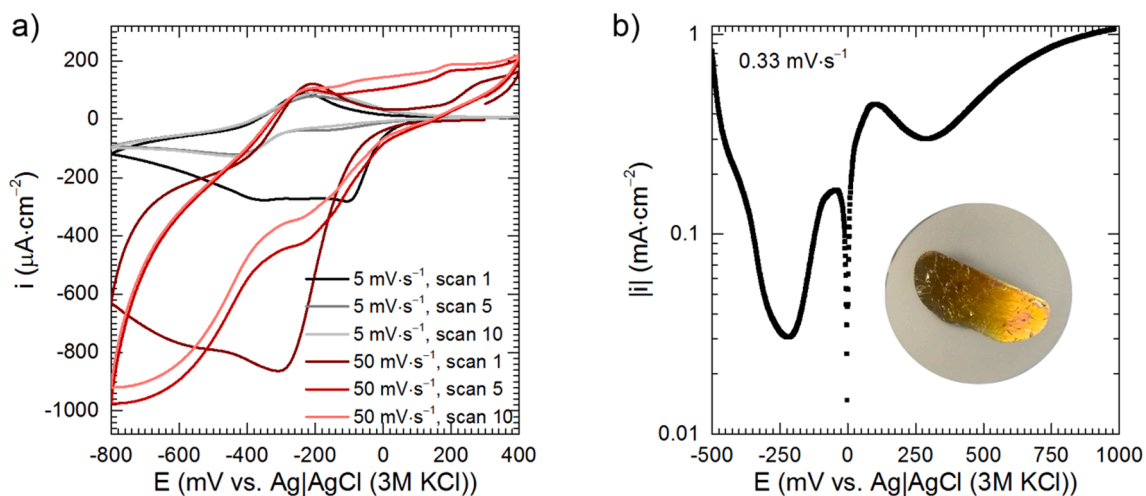 a)
200
0
-200
-400
-600
-800
-1000
i (μA·cm⁻²)
5 mV·s⁻¹, scan 1
5 mV·s⁻¹, scan 5
5 mV·s⁻¹, scan 10
50 mV·s⁻¹, scan 1
50 mV·s⁻¹, scan 5
50 mV·s⁻¹, scan 10
-800 -600 -400 -200 0 200 400
E (mV vs. Ag|AgCl (3M KCl))
b)
0.33 mV·s⁻¹
1
0.1
0.01
|i| (mA·cm⁻²)
-500 -250 0 250 500 750 1000
E (mV vs. Ag|AgCl (3M KCl))